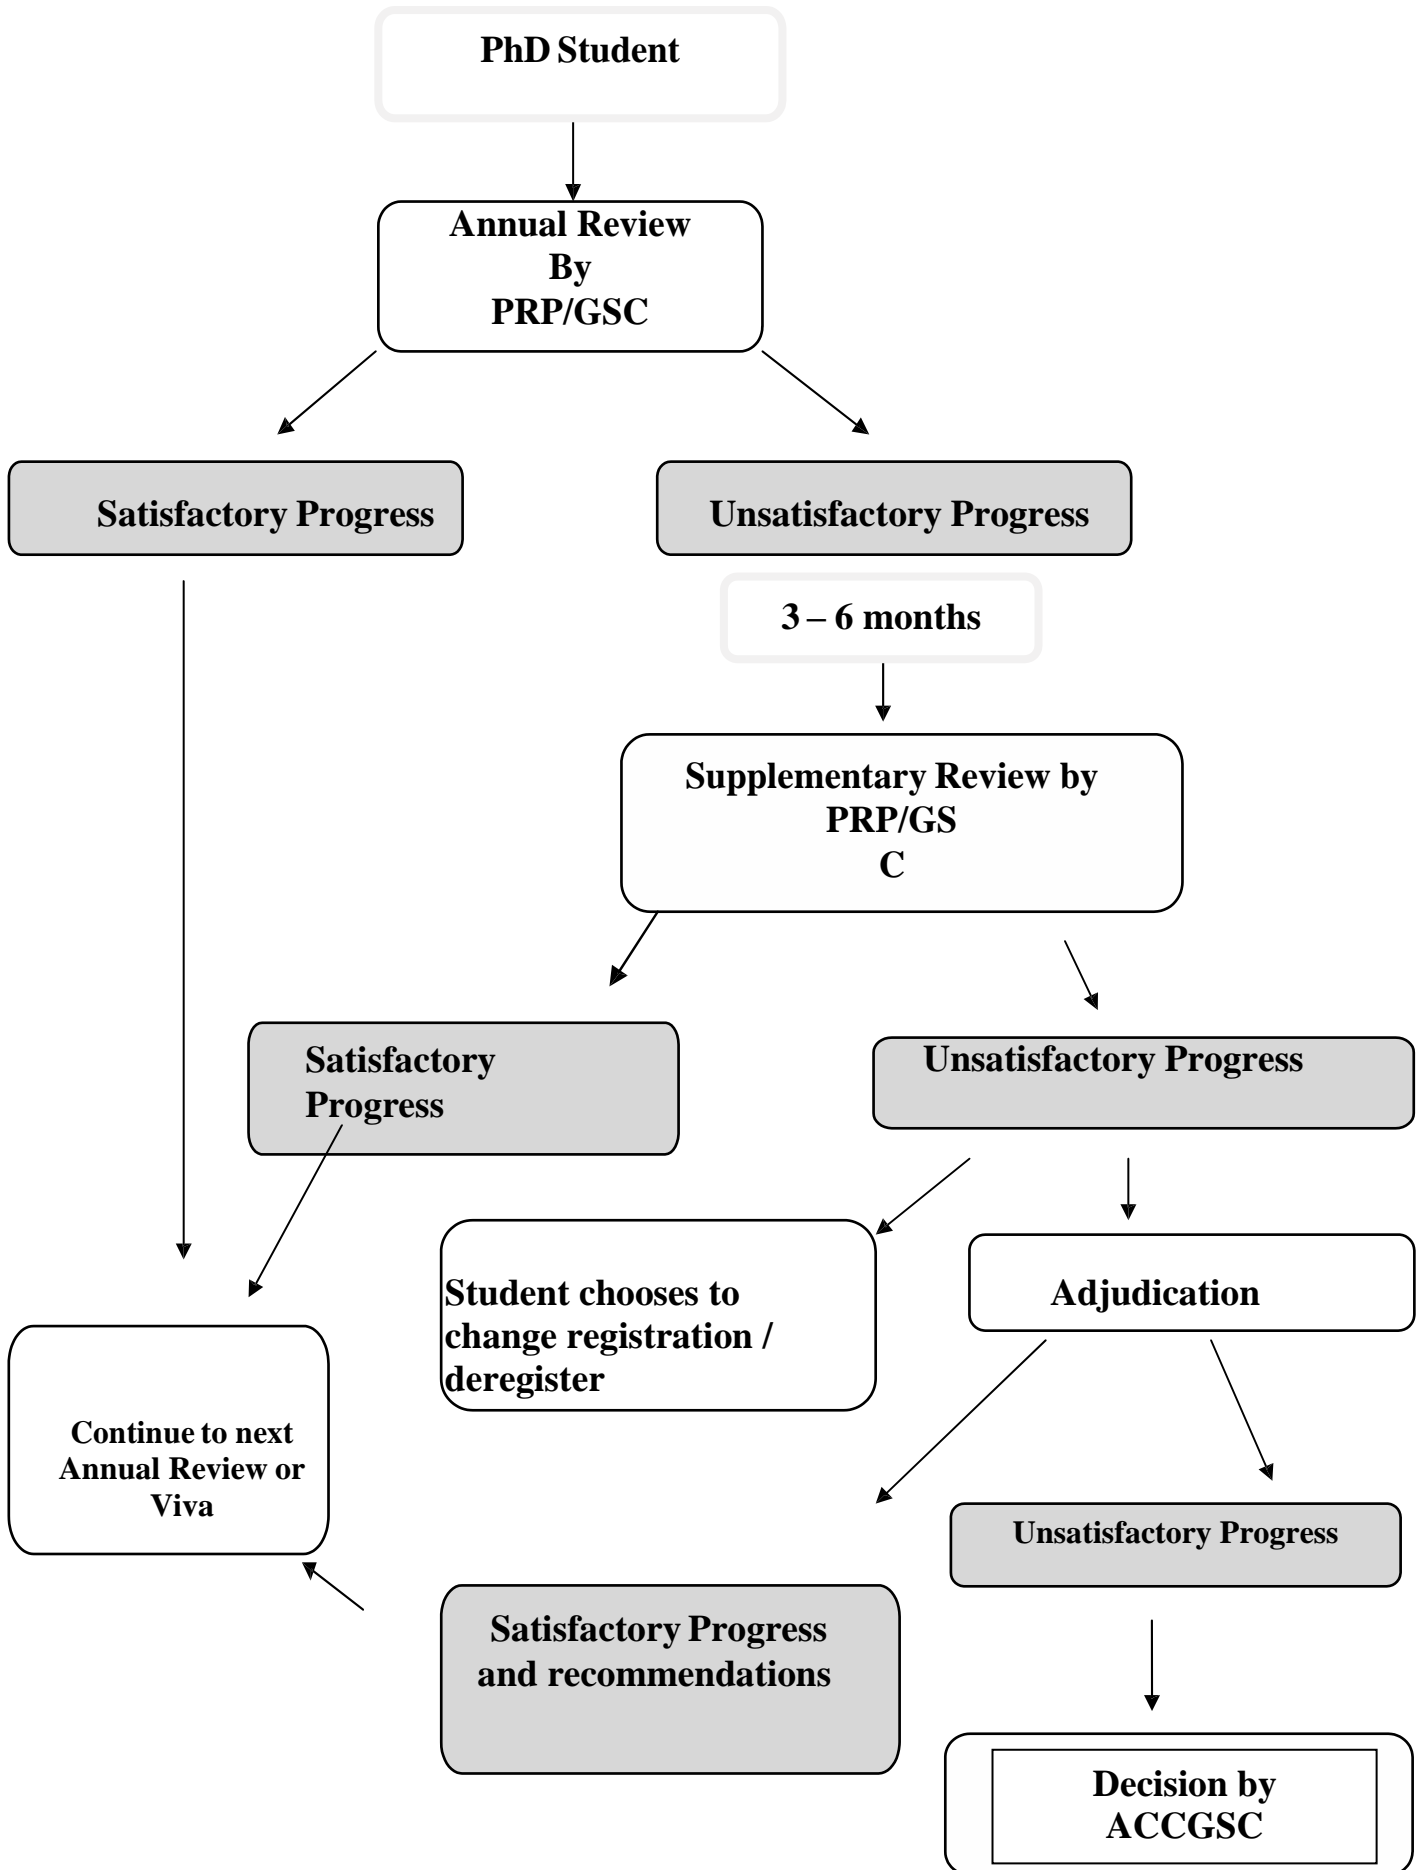 PhD Student
Annual Review
By
PRP/GSC
Satisfactory Progress
Unsatisfactory Progress
3 – 6 months
Supplementary Review by
PRP/GS
C
Satisfactory
Progress
Unsatisfactory Progress
Student chooses to
change registration /
deregister
Adjudication
Continue to next
Annual Review or
Viva
Unsatisfactory Progress
Satisfactory Progress
and recommendations
Decision by
ACCGSC